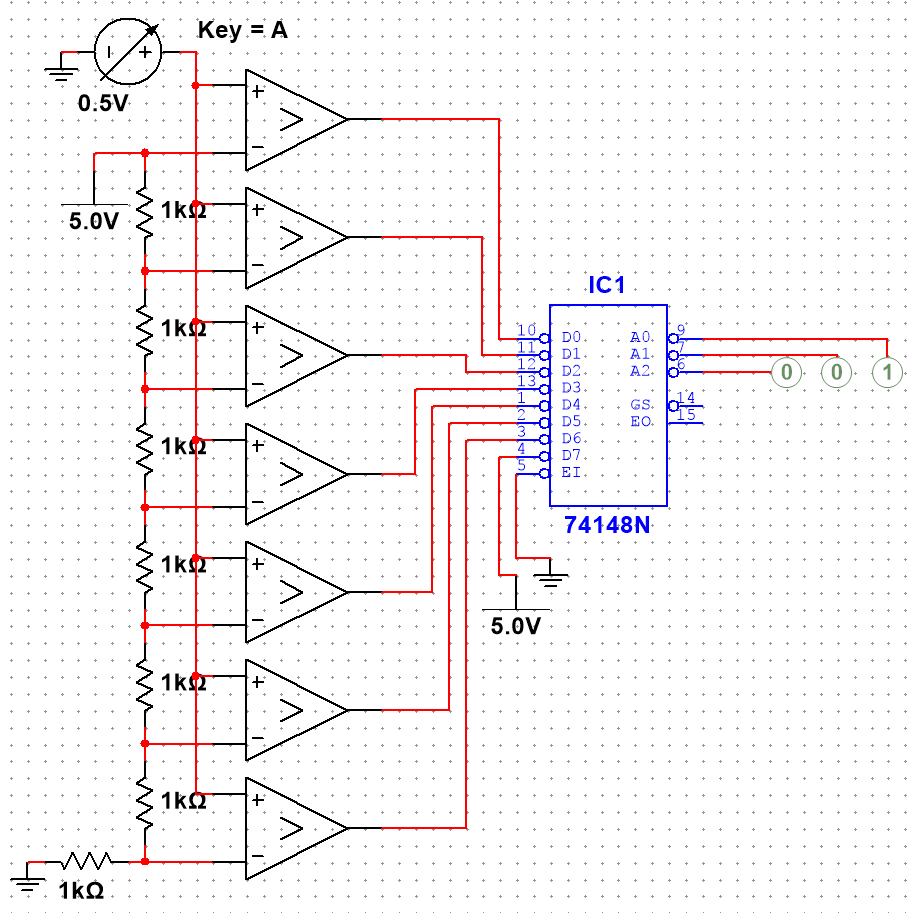 Key = A
0.5V
+
>
−
5.0V
1kΩ
+
>
−
1kΩ
+
>
−
1kΩ
+
>
−
1kΩ
+
>
−
1kΩ
+
>
−
1kΩ
+
>
−
1kΩ
IC1
10 D0 A0 9
11 D1 A1 7
12 D2 A2 6
13 D3
1 D4 GS 14
2 D5 EO 15
3 D6
4 D7
5 EI
74148N
5.0V
0 0 1